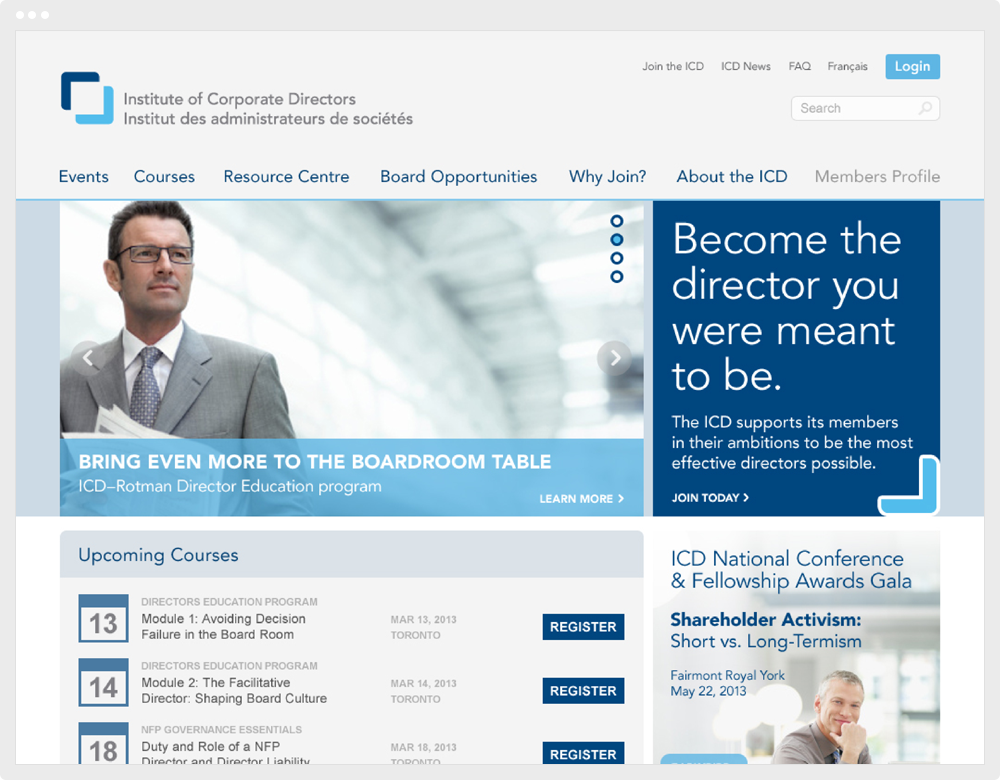 Join the ICD ICD News FAQ Français Login
Institute of Corporate Directors
Institut des administrateurs de sociétés
Search
Events Courses Resource Centre Board Opportunities Why Join? About the ICD Members Profile
BRING EVEN MORE TO THE BOARDROOM TABLE
ICD–Rotman Director Education program
LEARN MORE
Become the
director you
were meant
to be.
The ICD supports its members
in their ambitions to be the most
effective directors possible.
JOIN TODAY
Upcoming Courses
13
DIRECTORS EDUCATION PROGRAM
Module 1: Avoiding Decision
Failure in the Board Room
MAR 13, 2013
TORONTO
REGISTER
14
DIRECTORS EDUCATION PROGRAM
Module 2: The Facilitative
Director: Shaping Board Culture
MAR 14, 2013
TORONTO
REGISTER
18
NFP GOVERNANCE ESSENTIALS
Duty and Role of a NFP
Director and Director Liability
MAR 18, 2013
TORONTO
REGISTER
ICD National Conference
& Fellowship Awards Gala
Shareholder Activism:
Short vs. Long-Termism
Fairmont Royal York
May 22, 2013